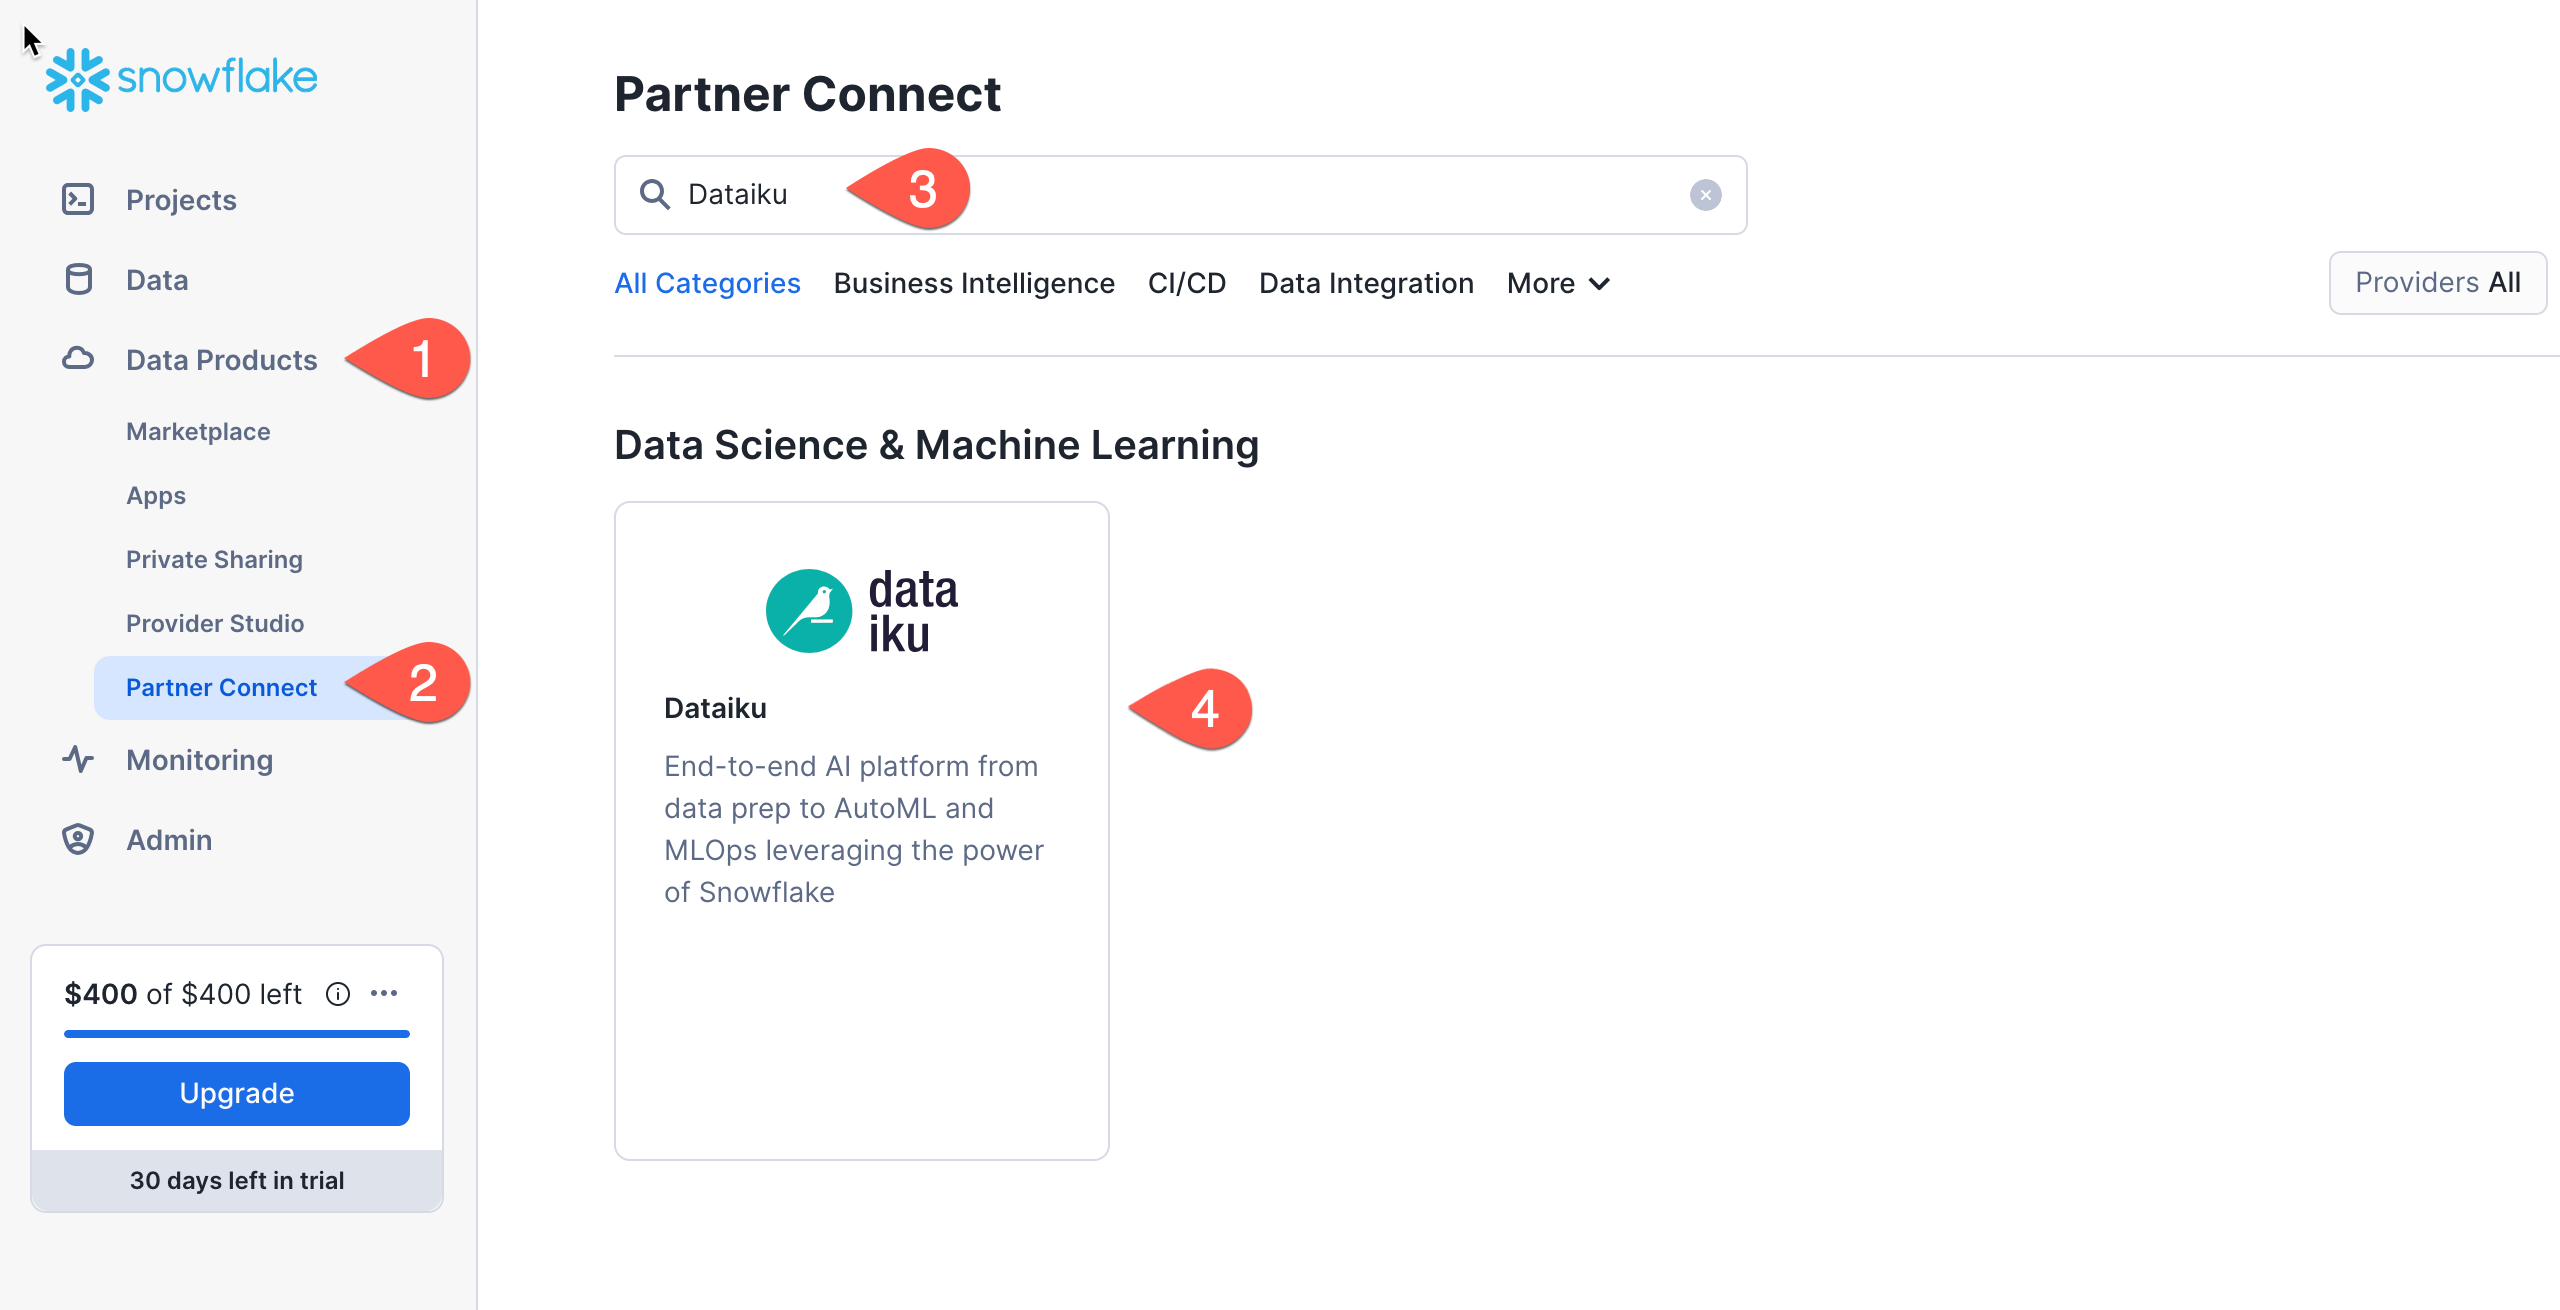 snowflake
Projects
Data
Data Products
1
Marketplace
Apps
Private Sharing
Provider Studio
Partner Connect
2
Monitoring
Admin
$400 of $400 left
Upgrade
30 days left in trial
Partner Connect
Dataiku
3
All Categories Business Intelligence CI/CD Data Integration More
Providers All
Data Science & Machine Learning
data
iku
Dataiku
4
End-to-end AI platform from
data prep to AutoML and
MLOps leveraging the power
of Snowflake